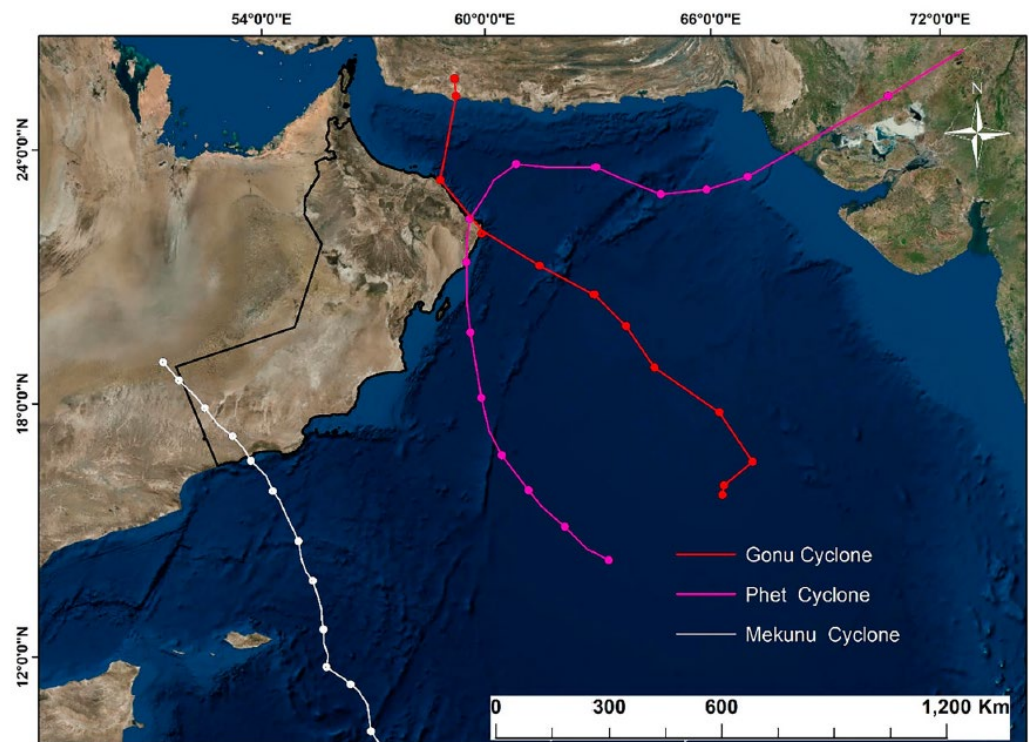 54°0'0"E
60°0'0"E
66°0'0"E
72°0'0"E
24°0'0"N
18°0'0"N
12°0'0"N
N
Gonu Cyclone
Phet Cyclone
Mekunu Cyclone
0 300 600 1,200 Km